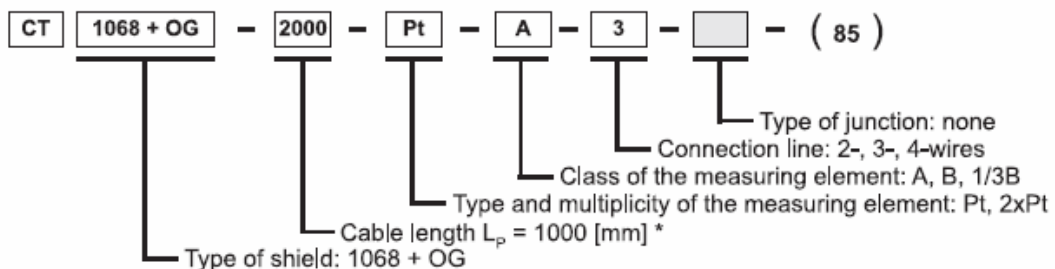 CT 1068 + OG - 2000 - Pt - A - 3 - - ( 85 )
Type of junction: none
Connection line: 2-, 3-, 4-wires
Class of the measuring element: A, B, 1/3B
Type and multiplicity of the measuring element: Pt, 2xPt
Cable length Lₚ = 1000 [mm] *
Type of shield: 1068 + OG